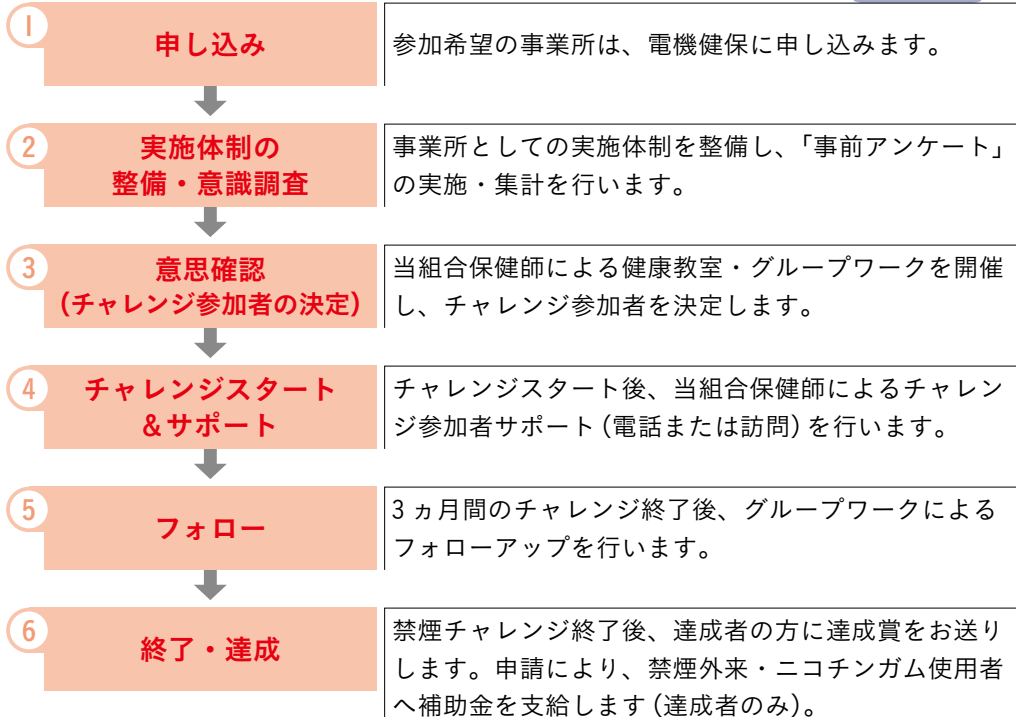 1
申し込み
参加希望の事業所は、電機健保に申し込みます。
2
実施体制の
整備・意識調査
事業所としての実施体制を整備し、「事前アンケート」
の実施・集計を行います。
3
意思確認
(チャレンジ参加者の決定)
当組合保健師による健康教室・グループワークを開催
し、チャレンジ参加者を決定します。
4
チャレンジスタート
&サポート
チャレンジスタート後、当組合保健師によるチャレン
ジ参加者サポート(電話または訪問)を行います。
5
フォロー
3ヵ月間のチャレンジ終了後、グループワークによる
フォローアップを行います。
6
終了・達成
禁煙チャレンジ終了後、達成者の方に達成賞をお送り
します。申請により、禁煙外来・ニコチンガム使用者
へ補助金を支給します(達成者のみ)。